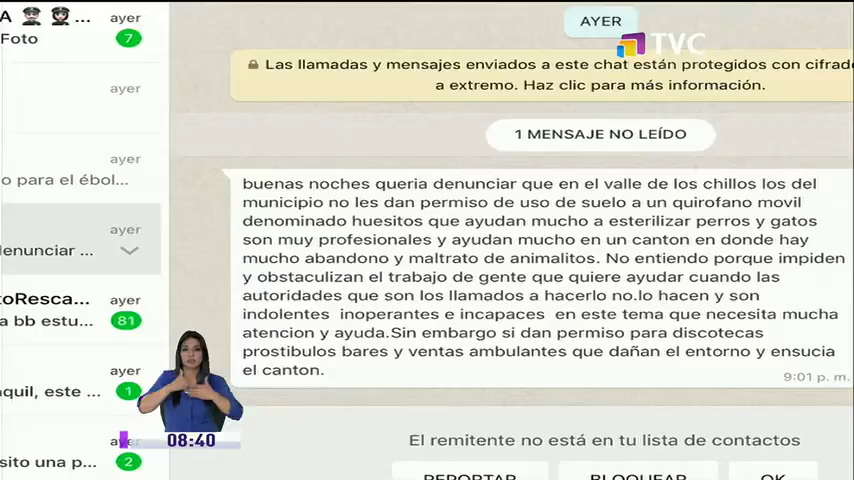 A ... ayer
Foto 7
ayer
ayer
o para el ébol...
ayer
denunciar ...
toResca... ayer
a bb estu... 81
ayer
quil, este ... 1
ayer
sito una p... 2
AYER
TVC
Las llamadas y mensajes enviados a este chat están protegidos con cifrado
a extremo. Haz clic para más información.
1 MENSAJE NO LEÍDO
buenas noches queria denunciar que en el valle de los chillos los del
municipio no les dan permiso de uso de suelo a un quirofano movil
denominado huesitos que ayudan mucho a esterilizar perros y gatos
son muy profesionales y ayudan mucho en un canton en donde hay
mucho abandono y maltrato de animalitos. No entiendo porque impiden
y obstaculizan el trabajo de gente que quiere ayudar cuando las
autoridades que son los llamados a hacerlo no.lo hacen y son
indolentes inoperantes e incapaces en este tema que necesita mucha
atencion y ayuda.Sin embargo si dan permiso para discotecas
prostibulos bares y ventas ambulantes que dañan el entorno y ensucia
el canton.
9:01 p. m.
08:40
El remitente no está en tu lista de contactos
REPORTAR BLOQUEAR OK